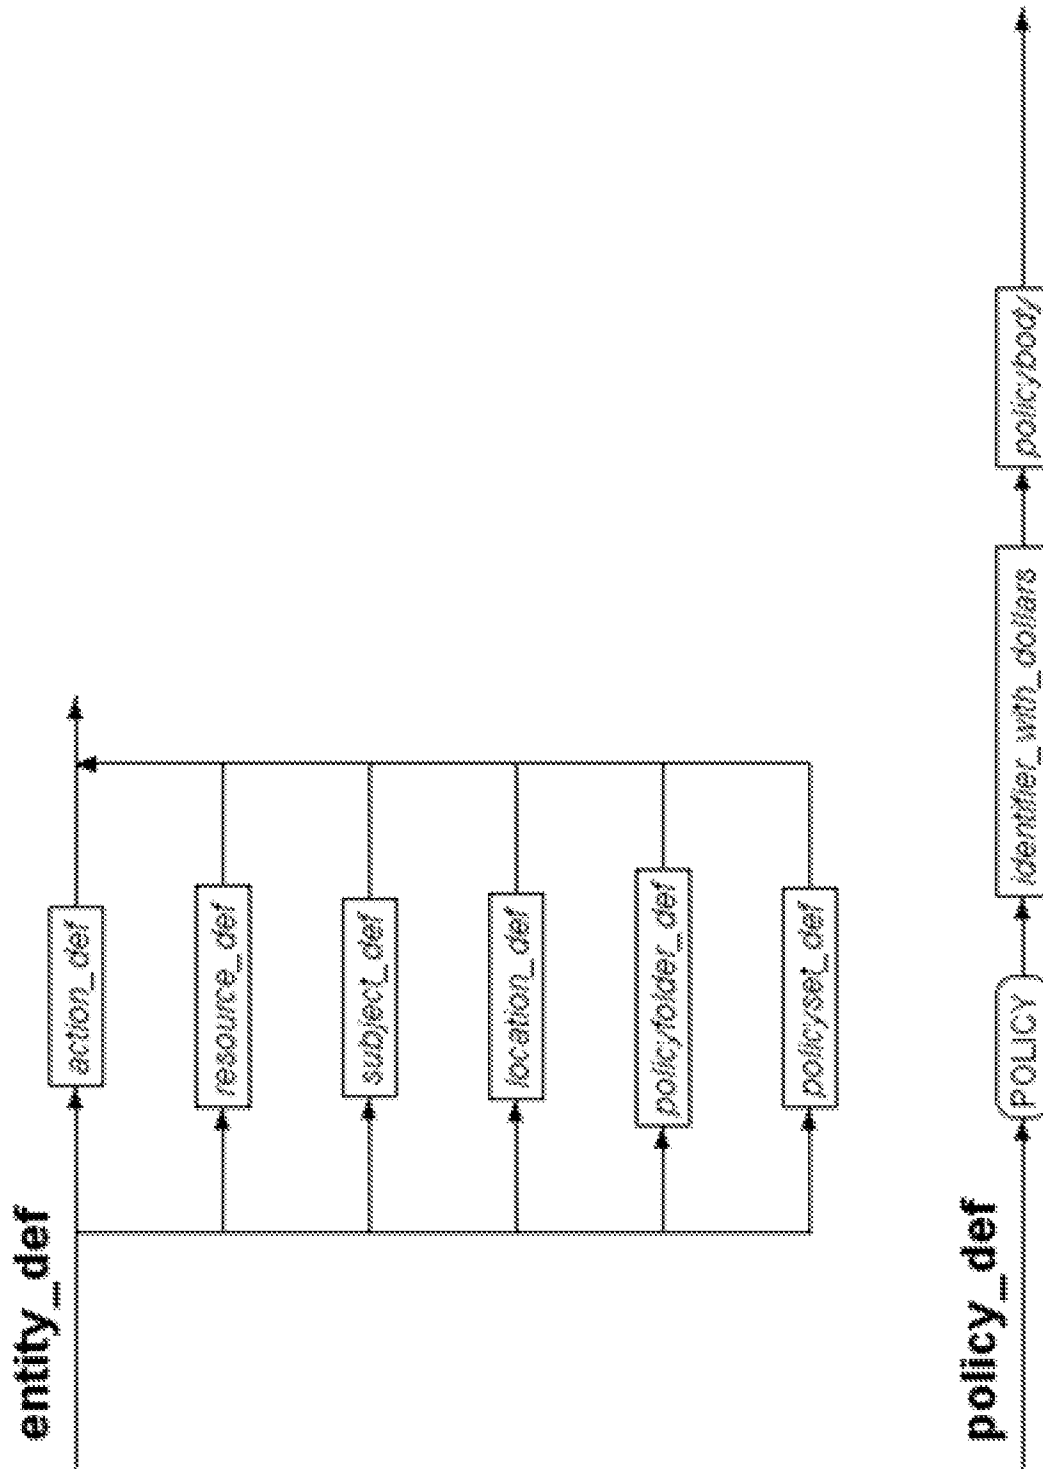 entity_def
action_def
resource_def
subject_def
location_def
policyfolder_def
policyset_def
policy_def
POLICY
identifier_with_dollars
policybody